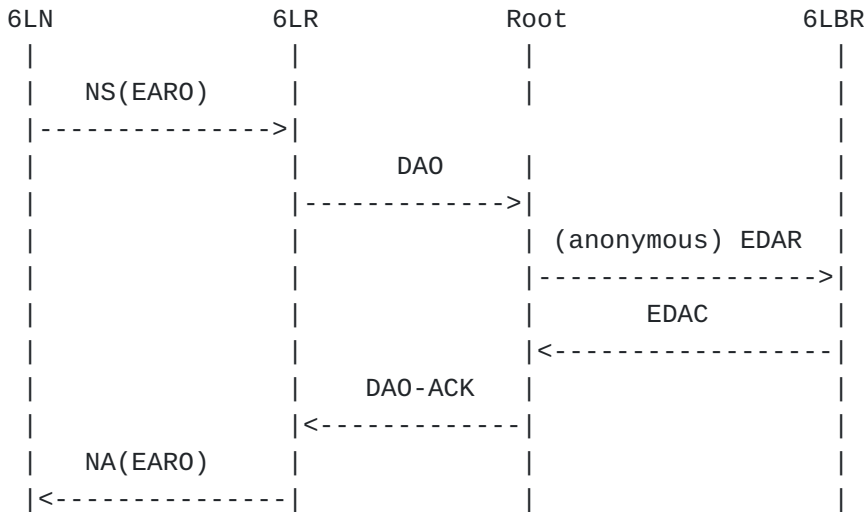 6LN 6LR Root 6LBR
NS(EARO)
DAO
(anonymous) EDAR
EDAC
DAO-ACK
NA(EARO)